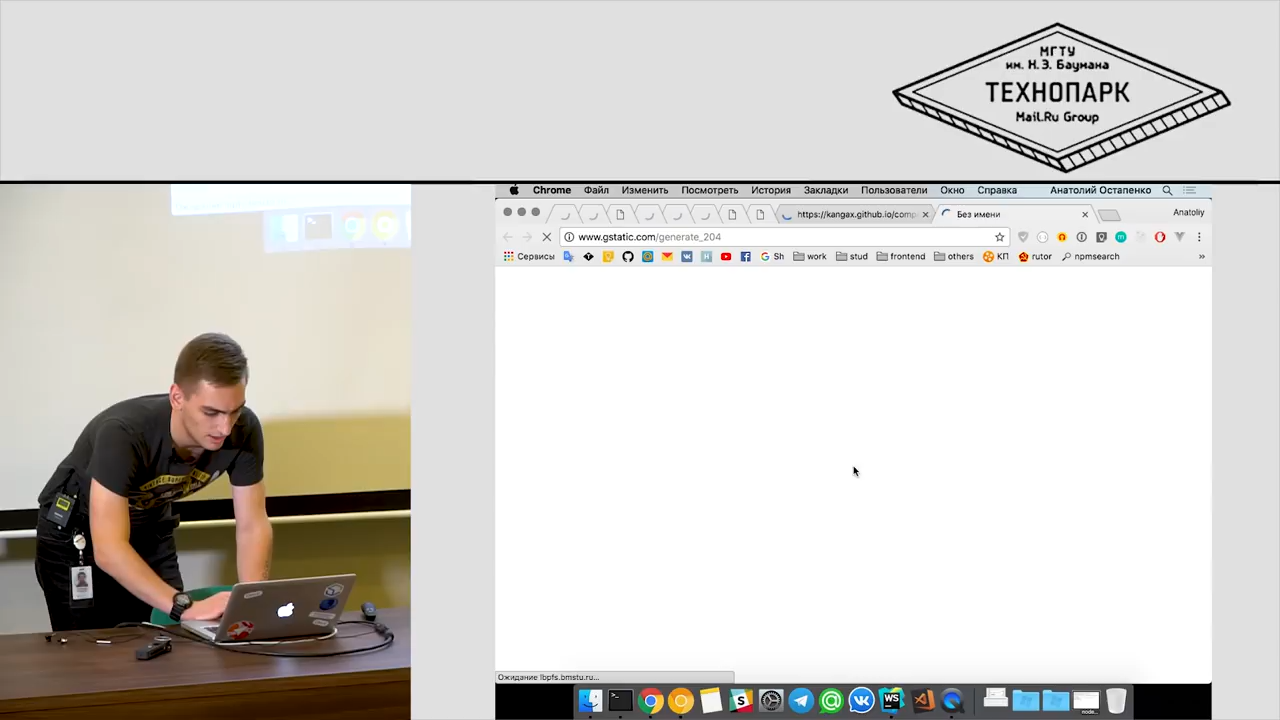 МГТУ
им. Н.Э. Баумана
ТЕХНОПАРК
Mail.Ru Group
Chrome Файл Изменить Посмотреть История Закладки Пользователи Окно Справка Анатолий Остапенко
https://kangax.github.io/comp Без имени Anatoliy
www.gstatic.com/generate_204
Сервисы Sh work stud frontend others КП rutor npmsearch »
Ожидание lbpfs.bmstu.ru...
WS
node_